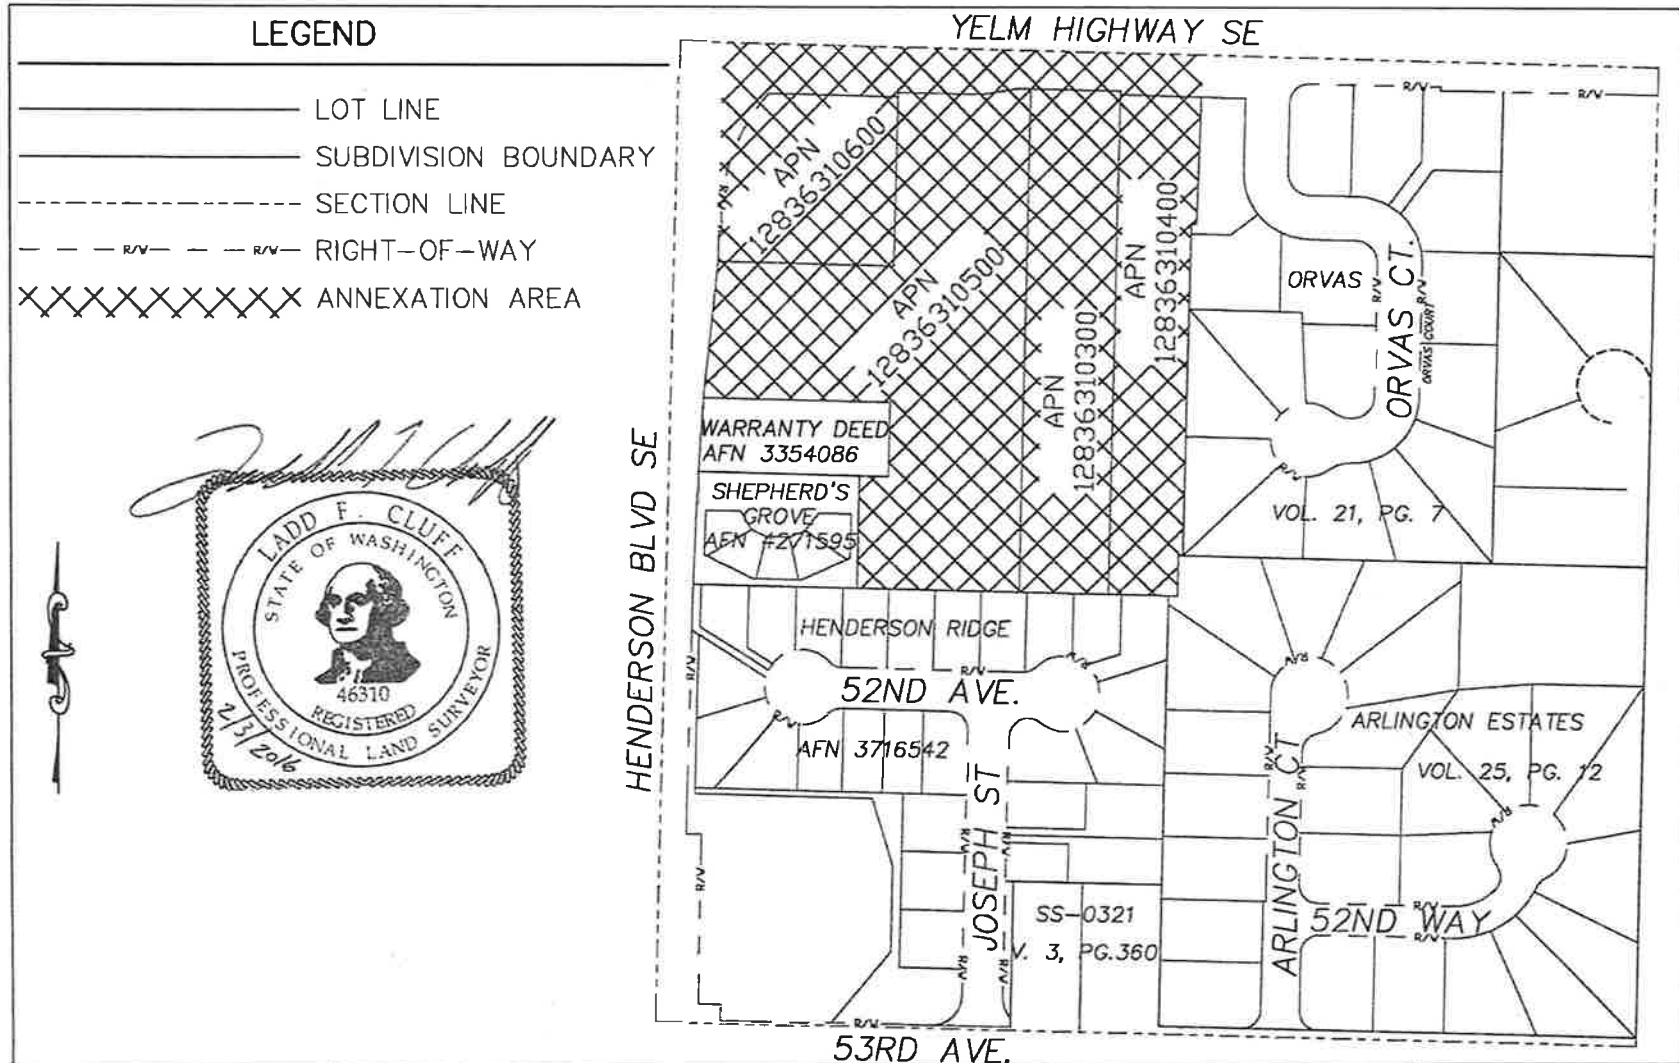 LEGEND
LOT LINE
SUBDIVISION BOUNDARY
SECTION LINE
R/W R/W RIGHT-OF-WAY
ANNEXATION AREA
LADD F. CLUFF
STATE OF WASHINGTON
46310
REGISTERED
PROFESSIONAL LAND SURVEYOR
2/3/2016
YELM HIGHWAY SE
HENDERSON BLVD SE
R/W
R/W
R/W
APN
12836310600
APN
12836310500
APN
12836310300
APN
12836310400
WARRANTY DEED
AFN 3354086
SHEPHERD'S
GROVE
AFN 4271595
ORVAS
ORVAS CT.
R/W
R/W
ORVAS COURT
R/W
VOL. 21, PG. 7
HENDERSON RIDGE
R/W
R/W
R/W
52ND AVE.
R/W
AFN 3716542
JOSEPH ST
R/W
R/W
R/W
R/W
R/W
SS-0321
V. 3, PG.360
R/W
ARLINGTON CT
R/W
R/W
ARLINGTON ESTATES
VOL. 25, PG. 12
R/W
R/W
52ND WAY
R/W
R/W
R/W
53RD AVE.